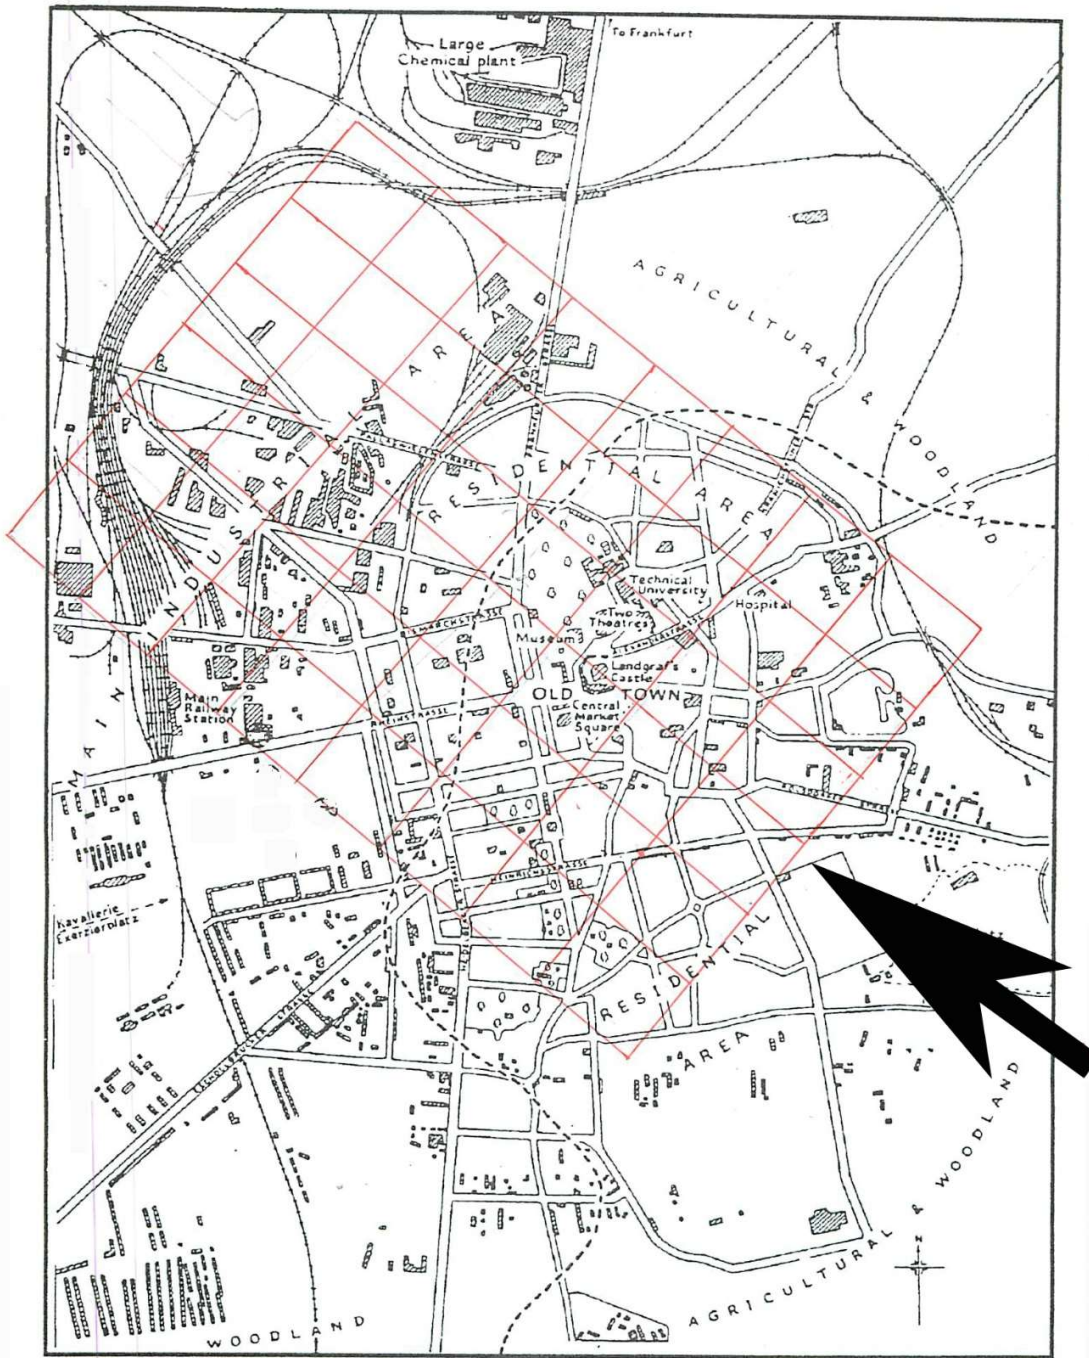 To Frankfurt
Large
Chemical plant
AGRICULTURAL & WOODLAND
MAIN INDUSTRIAL AREA
RESIDENTIAL AREA
Technical
University
Hospital
Two
Theatres
Museum
Landgraf's
Castle
OLD TOWN
Central
Market
Square
Main
Railway
Station
RHEINSTRASSE
HEINRICHSTRASSE
Kavallerie
Exerzierplatz
RESIDENTIAL
AREA
N
WOODLAND
AGRICULTURAL & WOODLAND